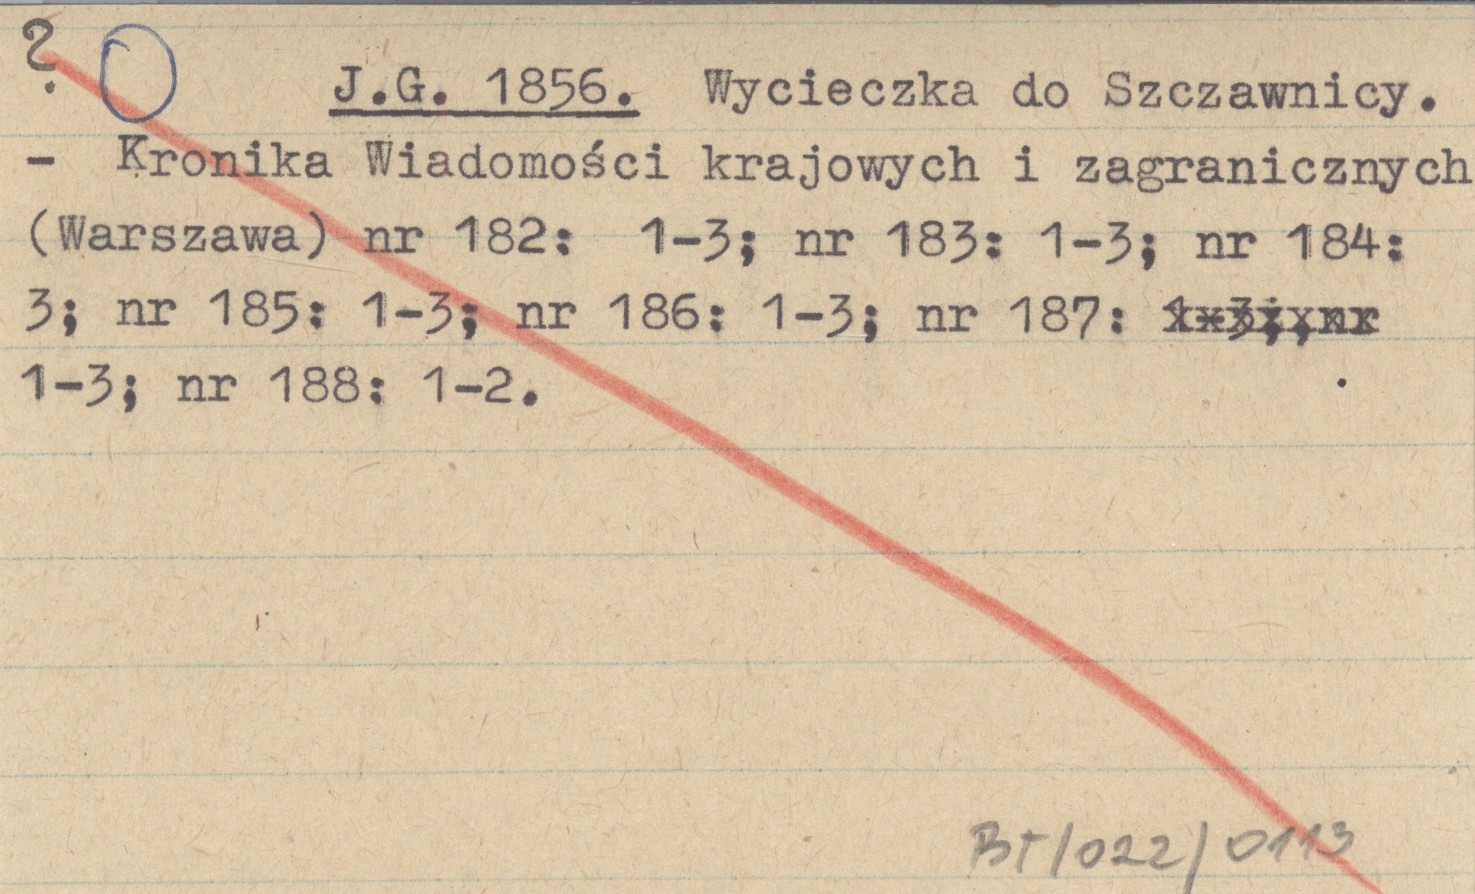 ?
J.G. 1856. Wycieczka do Szczawnicy.
- Kronika Wiadomości krajowych i zagranicznych
(Warszawa) nr 182: 1-3; nr 183: 1-3; nr 184:
3; nr 185: 1-3; nr 186: 1-3; nr 187:
1-3; nr 188: 1-2.
BT/022/0113